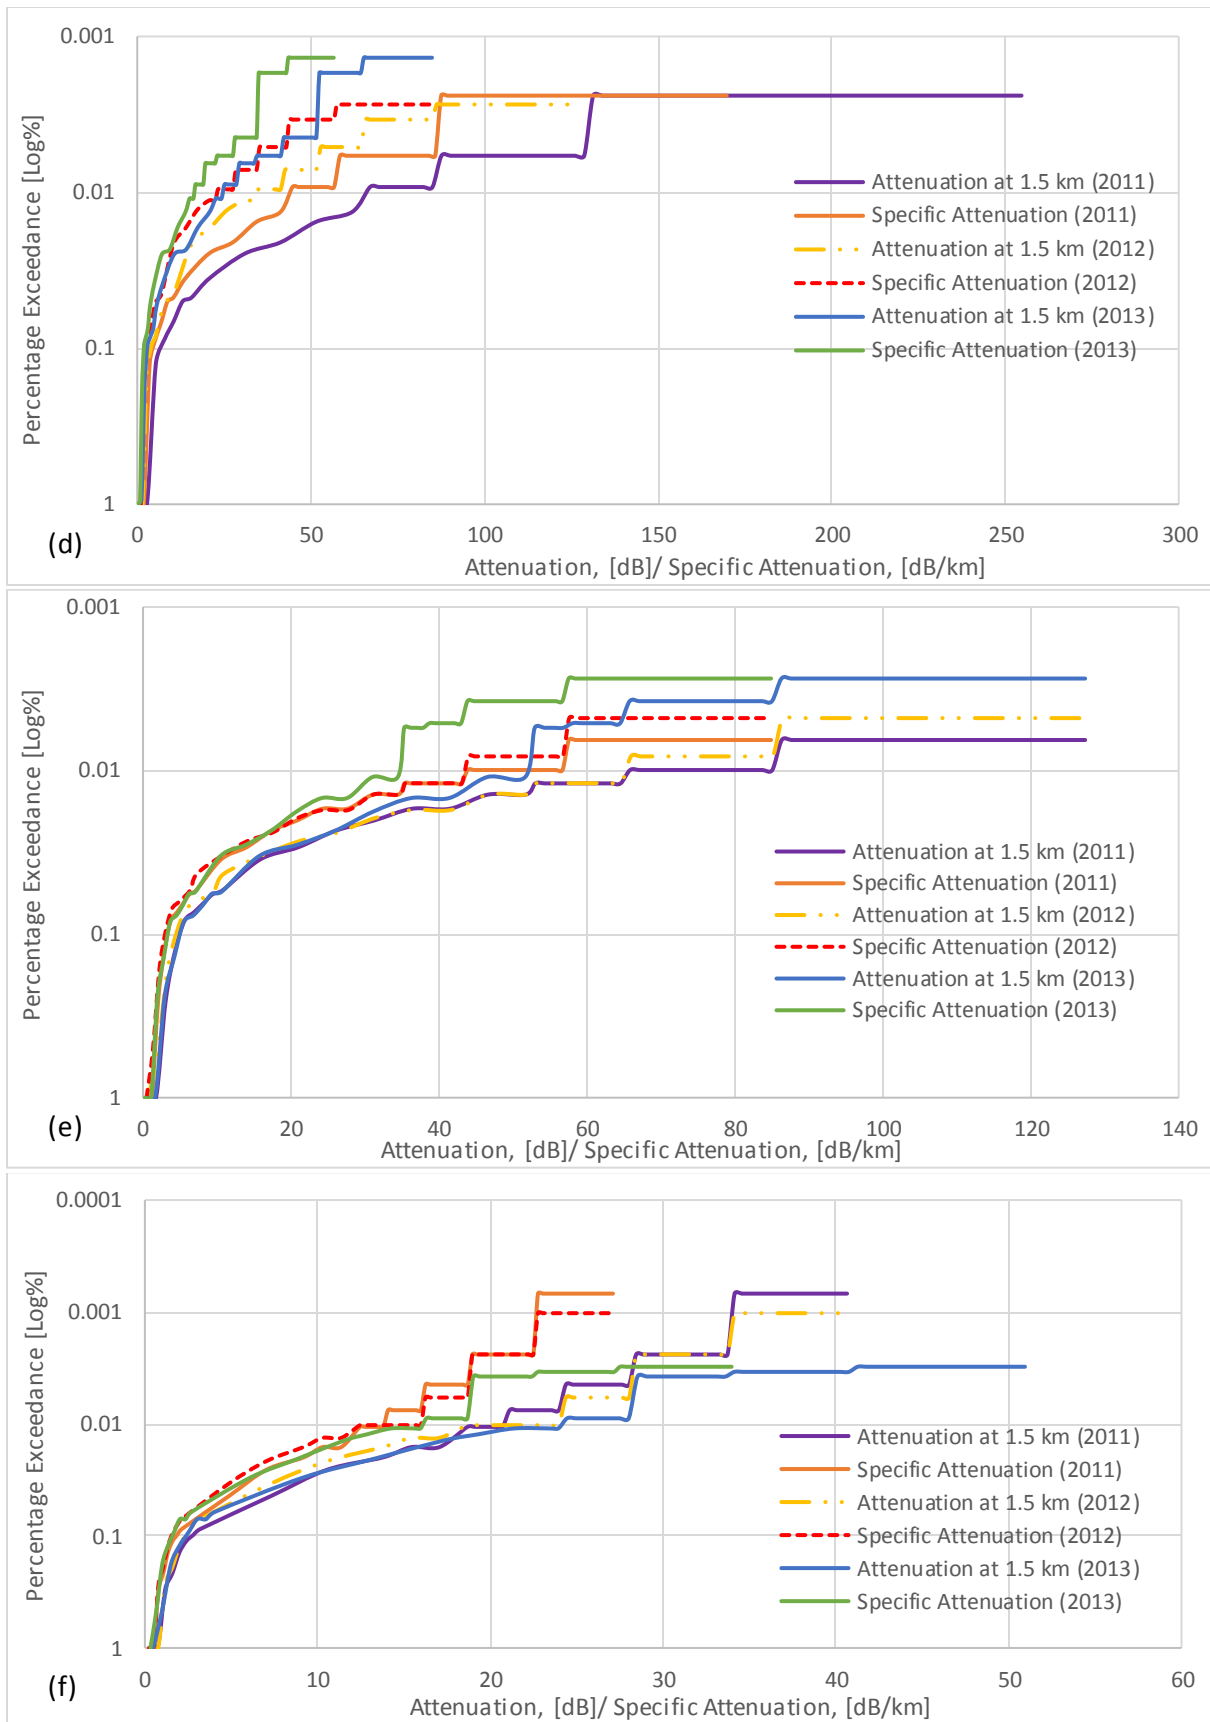 0.001
0.01
0.1
1
Percentage Exceedance [Log%]
Attenuation at 1.5 km (2011)
Specific Attenuation (2011)
Attenuation at 1.5 km (2012)
Specific Attenuation (2012)
Attenuation at 1.5 km (2013)
Specific Attenuation (2013)
0 50 100 150 200 250 300
(d)
Attenuation, [dB]/ Specific Attenuation, [dB/km]
0.001
0.01
0.1
1
Percentage Exceedance [Log%]
Attenuation at 1.5 km (2011)
Specific Attenuation (2011)
Attenuation at 1.5 km (2012)
Specific Attenuation (2012)
Attenuation at 1.5 km (2013)
Specific Attenuation (2013)
0 20 40 60 80 100 120 140
(e)
Attenuation, [dB]/ Specific Attenuation, [dB/km]
0.0001
0.001
0.01
0.1
1
Percentage Exceedance [Log%]
Attenuation at 1.5 km (2011)
Specific Attenuation (2011)
Attenuation at 1.5 km (2012)
Specific Attenuation (2012)
Attenuation at 1.5 km (2013)
Specific Attenuation (2013)
0 10 20 30 40 50 60
(f)
Attenuation, [dB]/ Specific Attenuation, [dB/km]